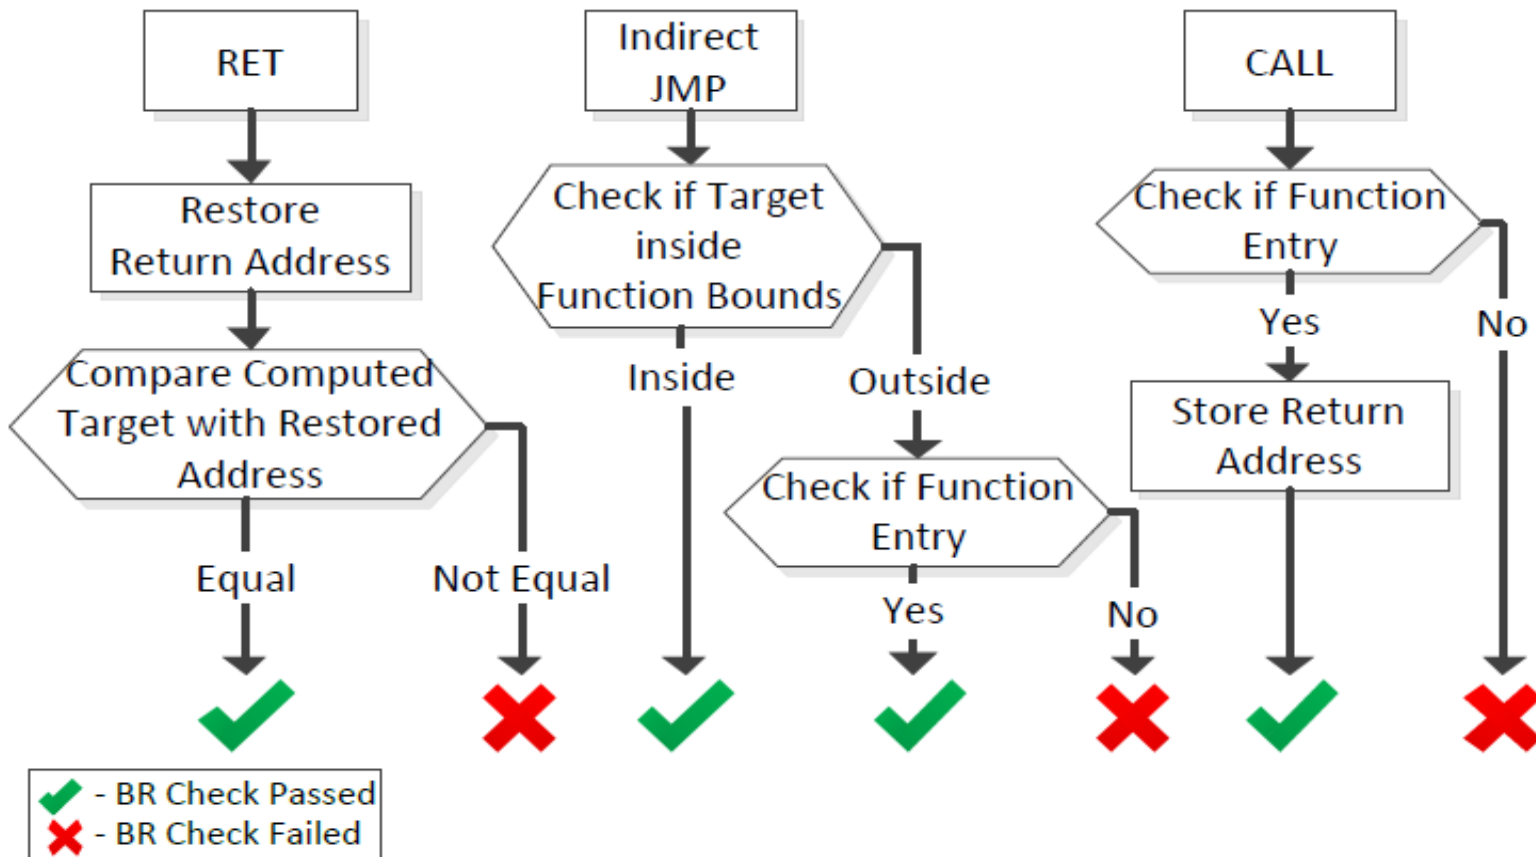 RET
Restore
Return Address
Compare Computed
Target with Restored
Address
Equal
Not Equal
Indirect
JMP
Check if Target
inside
Function Bounds
Inside
Outside
Check if Function
Entry
Yes
No
CALL
Check if Function
Entry
Yes
No
Store Return
Address
- BR Check Passed
- BR Check Failed